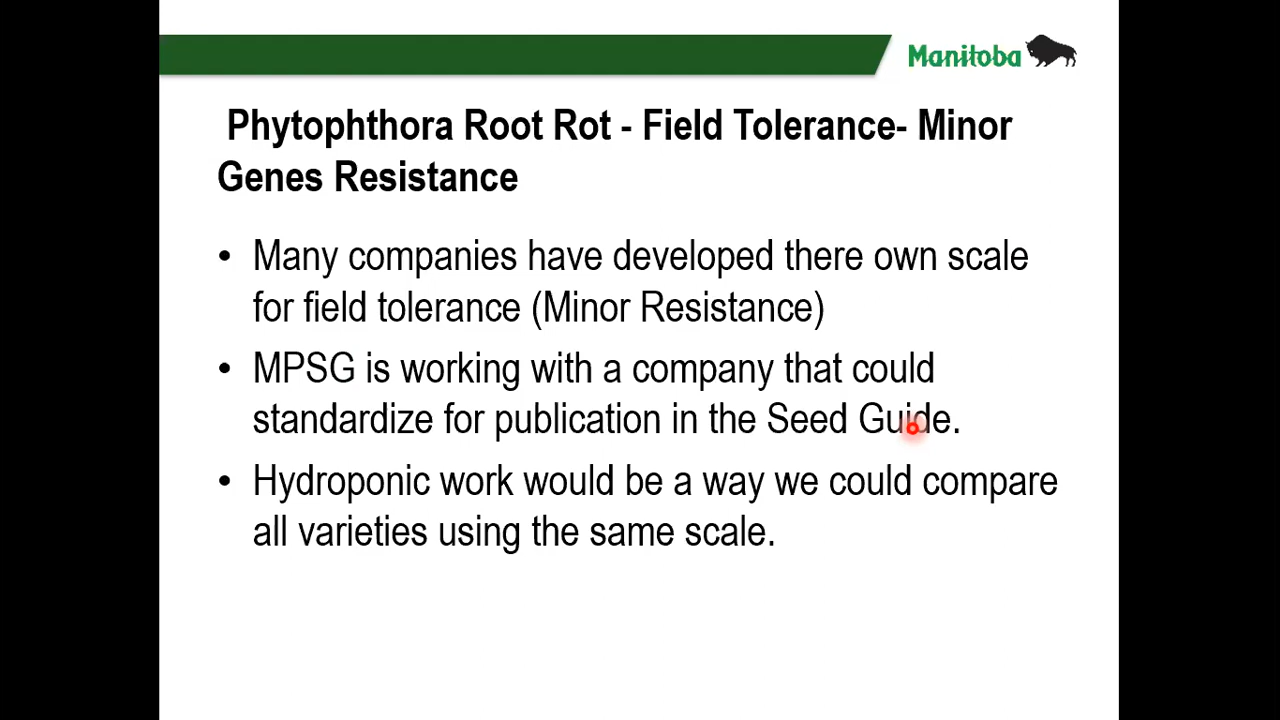 Manitoba
Phytophthora Root Rot - Field Tolerance- Minor
Genes Resistance
• Many companies have developed there own scale
for field tolerance (Minor Resistance)
• MPSG is working with a company that could
standardize for publication in the Seed Guide.
• Hydroponic work would be a way we could compare
all varieties using the same scale.